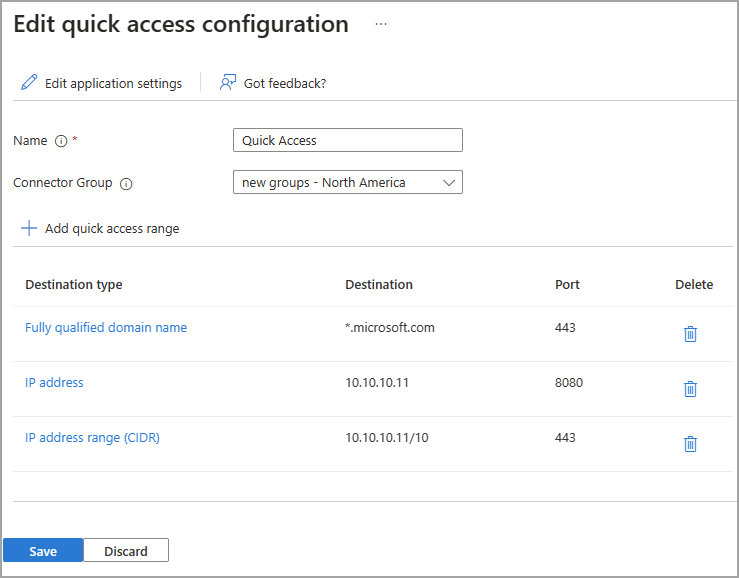 Edit quick access configuration ...
Edit application settings Got feedback?
Name * Quick Access
Connector Group new groups - North America
Add quick access range
Destination type Destination Port Delete
Fully qualified domain name *.microsoft.com 443
IP address 10.10.10.11 8080
IP address range (CIDR) 10.10.10.11/10 443
Save Discard